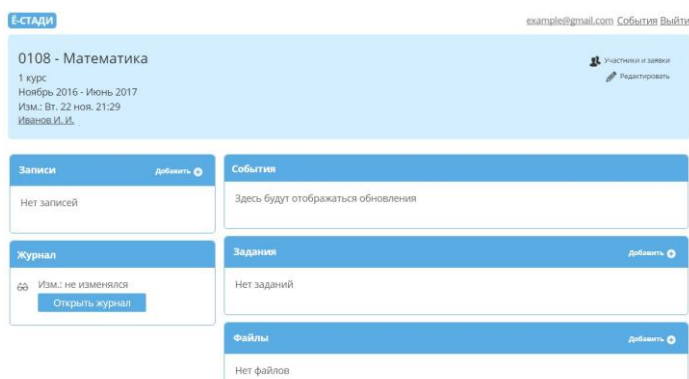 Ё-СТАДИ
example@gmail.com События Выйти
0108 - Математика
1 курс
Ноябрь 2016 - Июнь 2017
Изм.: Вт. 22 ноя. 21:29
Иванов И. И.
Участники и заявки
Редактировать
Записи Добавить
Нет записей
Журнал
Изм.: не изменялся
Открыть журнал
События
Здесь будут отображаться обновления
Задания Добавить
Нет заданий
Файлы Добавить
Нет файлов